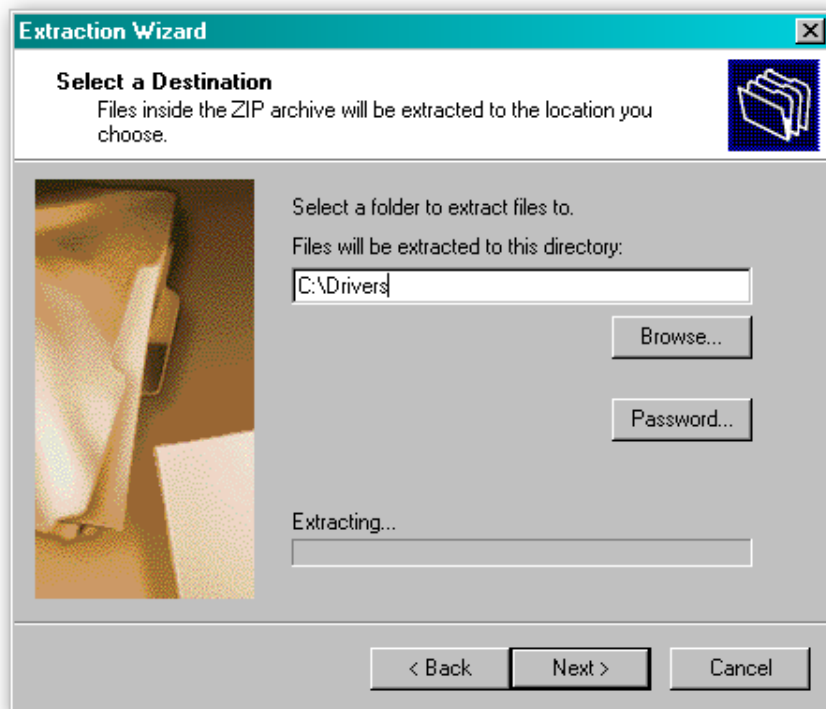 Extraction Wizard
Select a Destination
Files inside the ZIP archive will be extracted to the location you
choose.
Select a folder to extract files to.
Files will be extracted to this directory:
C:\Drivers
Browse...
Password...
Extracting...
< Back
Next >
Cancel